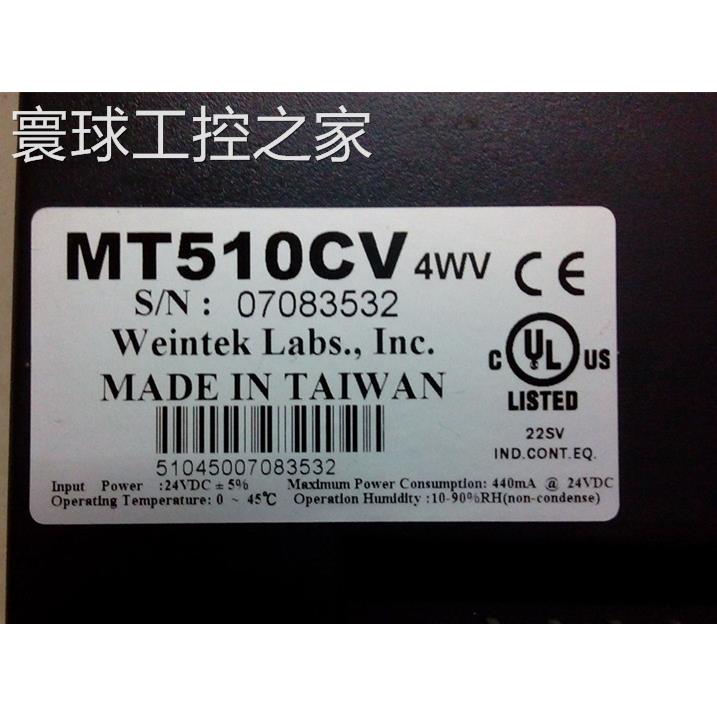 寰球工控之家
MT510CV 4WV CE
S/N : 07083532
Weintek Labs., Inc.
MADE IN TAIWAN
C UL US
LISTED
22SV
IND.CONT.EQ.
51045007083532
Input Power :24VDC ± 5% Maximum Power Consumption: 440mA @ 24VDC
Operating Temperature: 0 ~ 45℃ Operation Humidity :10-90%RH(non-condense)